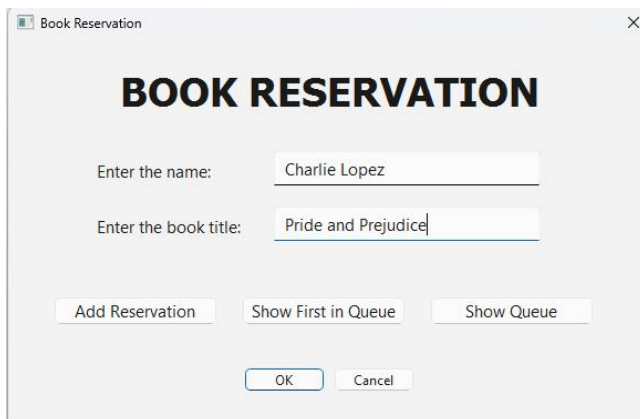 Book Reservation
BOOK RESERVATION
Enter the name: Charlie Lopez
Enter the book title: Pride and Prejudice
Add Reservation Show First in Queue Show Queue
OK Cancel